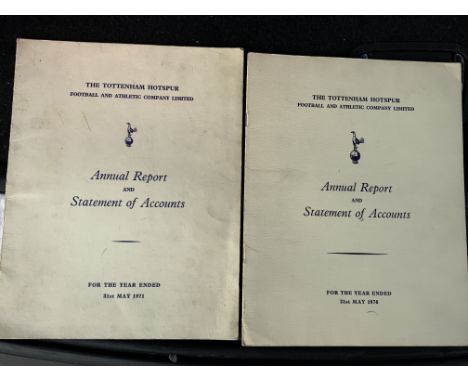 THE TOTTENHAM HOTSPUR
FOOTBALL AND ATHLETIC COMPANY LIMITED
Annual Report
AND
Statement of Accounts
FOR THE YEAR ENDED
31st MAY 1971
THE TOTTENHAM HOTSPUR
FOOTBALL AND ATHLETIC COMPANY LIMITED
Annual Report
AND
Statement of Accounts
FOR THE YEAR ENDED
31st MAY 1976